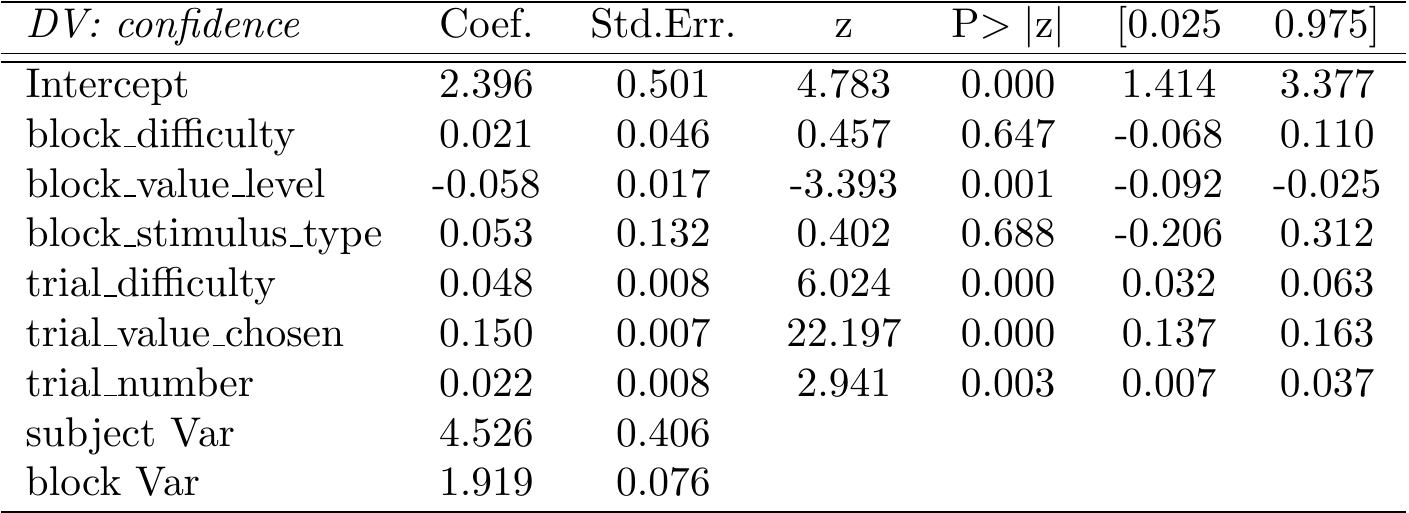 DV: confidence Coef. Std.Err. z P> |z| [0.025 0.975]
Intercept 2.396 0.501 4.783 0.000 1.414 3.377
block_difficulty 0.021 0.046 0.457 0.647 -0.068 0.110
block_value_level -0.058 0.017 -3.393 0.001 -0.092 -0.025
block_stimulus_type 0.053 0.132 0.402 0.688 -0.206 0.312
trial_difficulty 0.048 0.008 6.024 0.000 0.032 0.063
trial_value_chosen 0.150 0.007 22.197 0.000 0.137 0.163
trial_number 0.022 0.008 2.941 0.003 0.007 0.037
subject Var 4.526 0.406
block Var 1.919 0.076